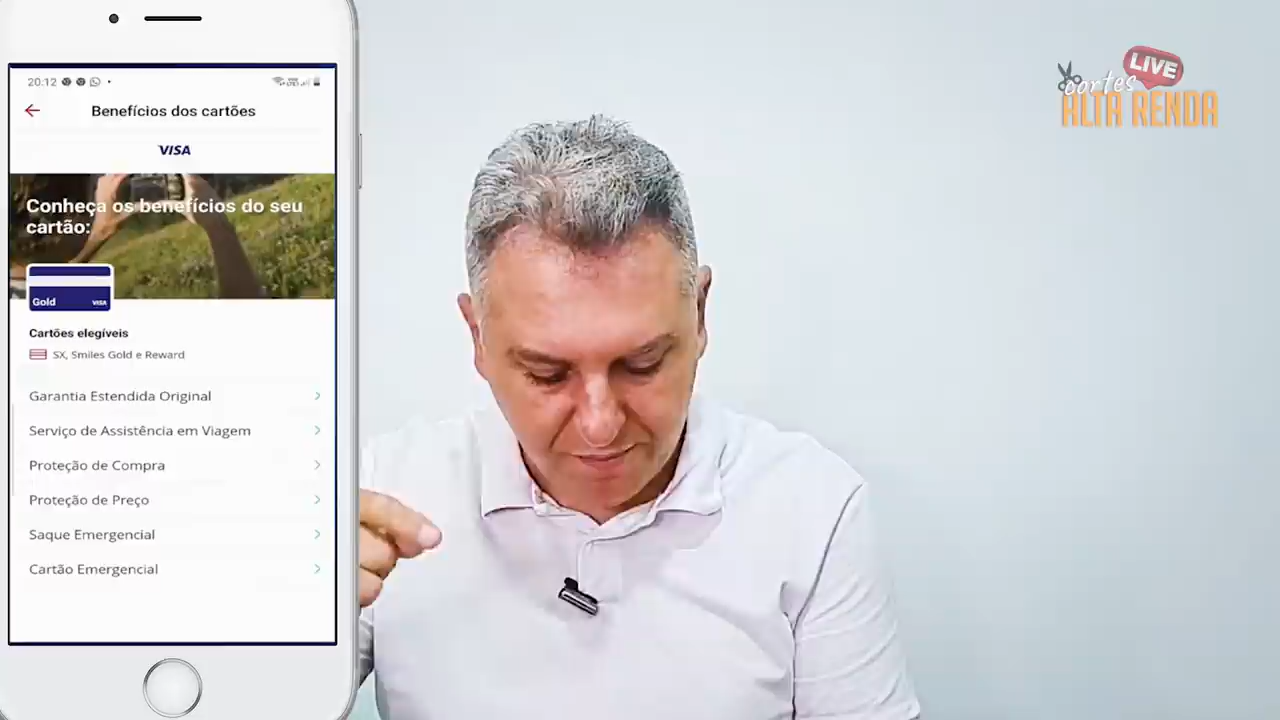 20:12
Benefícios dos cartões
VISA
Conheça os benefícios do seu
cartão:
Gold
VISA
Cartões elegíveis
SX, Smiles Gold e Reward
Garantia Estendida Original
Serviço de Assistência em Viagem
Proteção de Compra
Proteção de Preço
Saque Emergencial
Cartão Emergencial
LIVE
cortes
ALTA RENDA